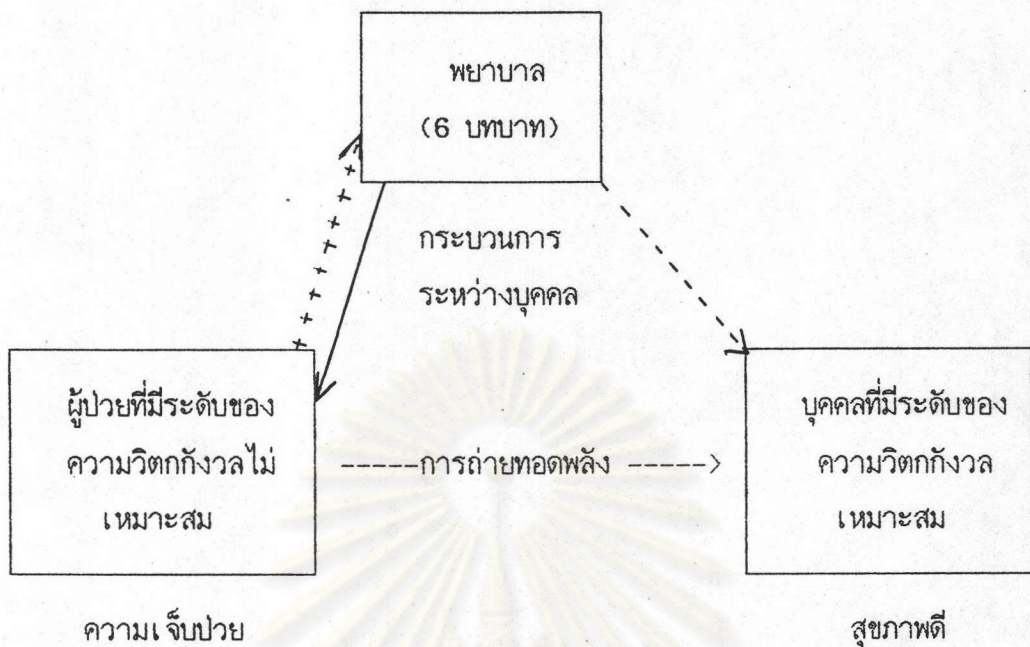 พยาบาล
(6 บทบาท)
กระบวนการ
ระหว่างบุคคล
ผู้ป่วยที่มีระดับของ
ความวิตกกังวลไม่
เหมาะสม
การถ่ายทอดพลัง
บุคคลที่มีระดับของ
ความวิตกกังวล
เหมาะสม
ความเจ็บป่วย
สุขภาพดี